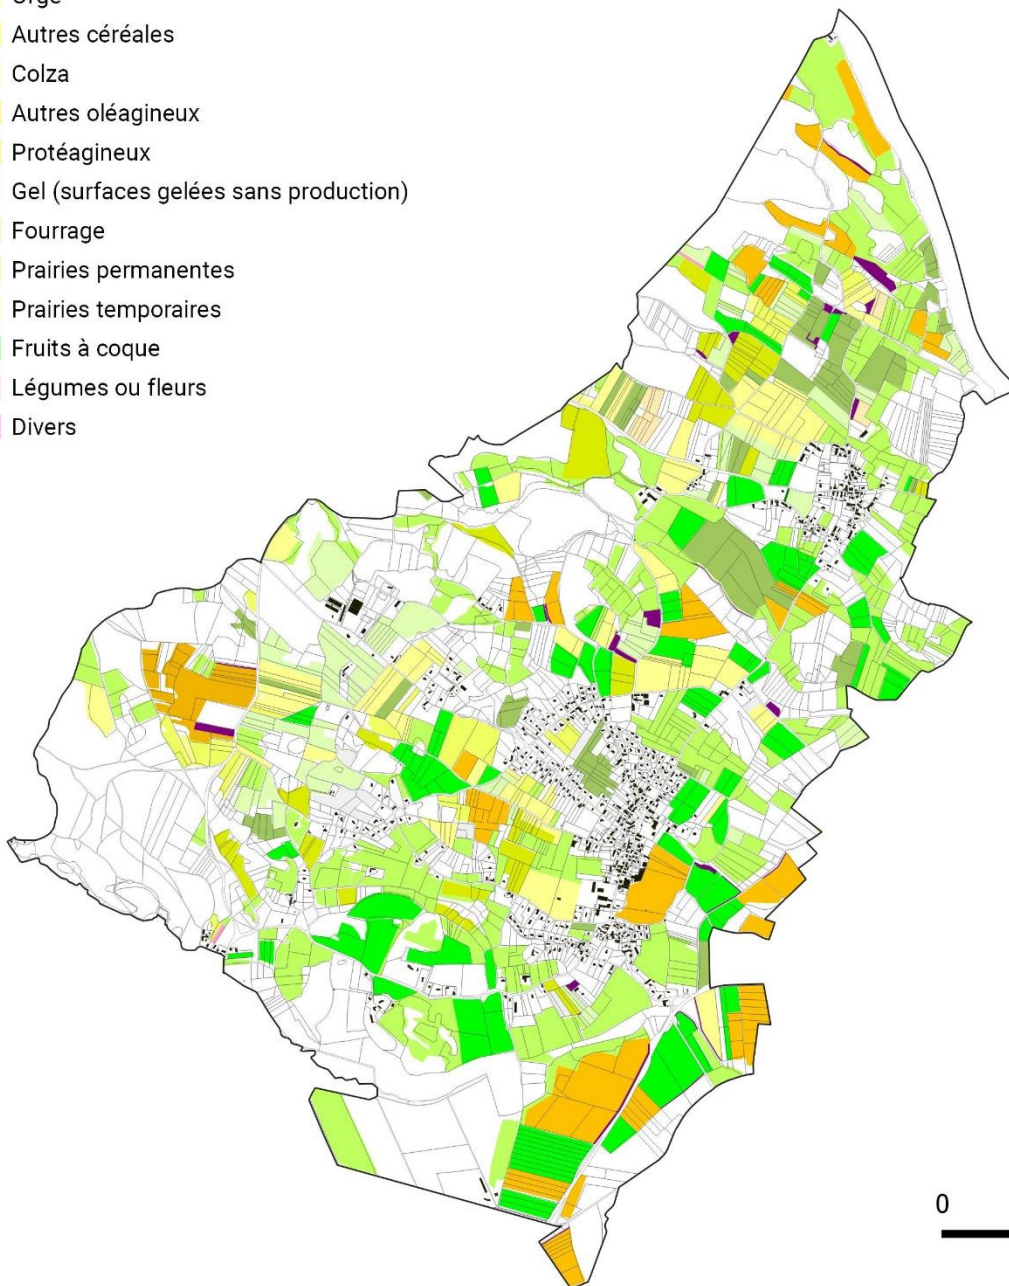 Orge
Autres céréales
Colza
Autres oléagineux
Protéagineux
Gel (surfaces gelées sans production)
Fourrage
Prairies permanentes
Prairies temporaires
Fruits à coque
Légumes ou fleurs
Divers
0